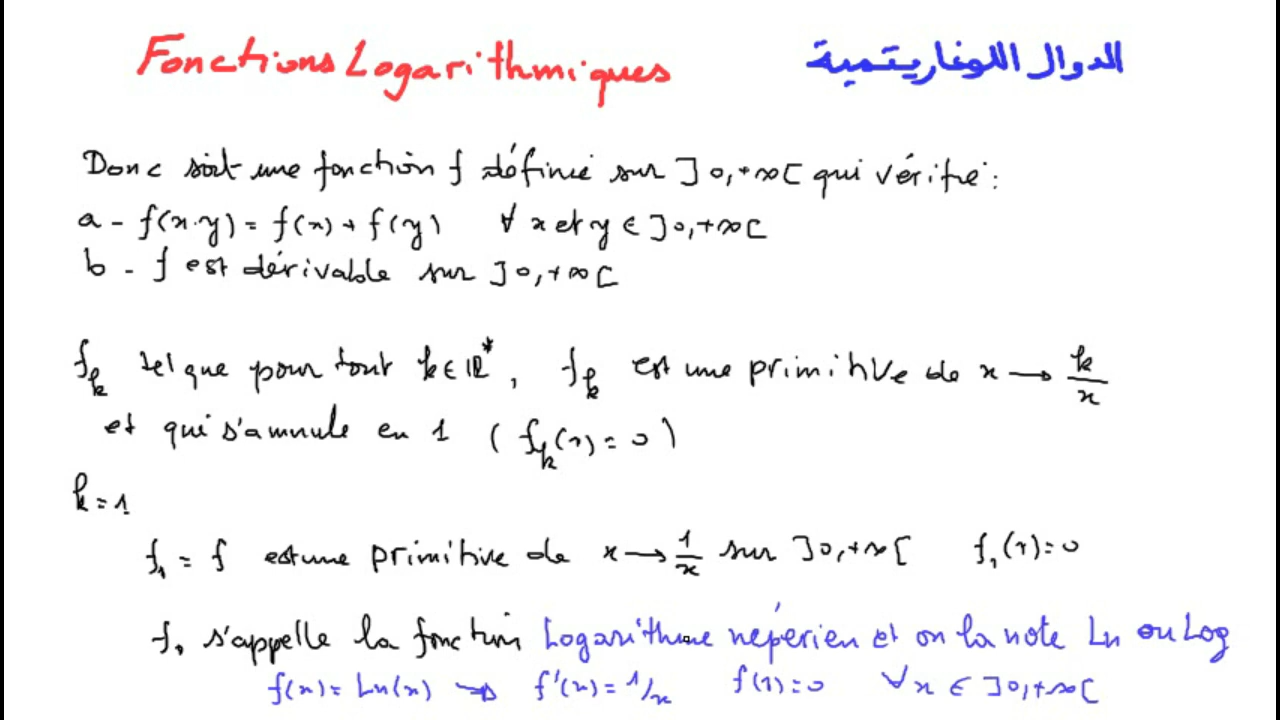 Fonctions Logarithmiques الدوال اللوغاريتمية
Donc soit une fonction f définie sur ]0,+∞[ qui vérifie :
a - f(x.y) = f(x) + f(y) ∀ x et y ∈ ]0,+∞[
b - f est dérivable sur ]0,+∞[
f_k tel que pour tout k ∈ ℝ*, f_k est une primitive de x → k/x
et qui s'annule en 1 ( f_k(1) = 0 )
k = 1
f₁ = f est une primitive de x → 1/x sur ]0,+∞[ f₁(1) = 0
f₁ s'appelle la fonction Logarithme népérien et on la note Ln ou Log
f(x) = Ln(x) → f'(x) = 1/x f(1) = 0 ∀x ∈ ]0,+∞[